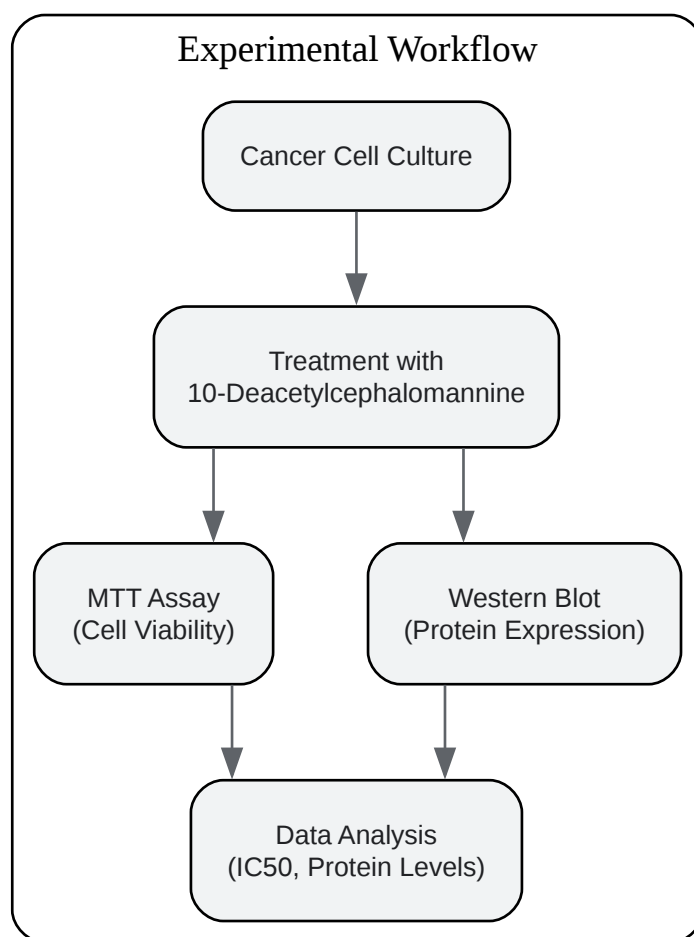 Experimental Workflow
Cancer Cell Culture
Treatment with
10-Deacetylcephalomannine
MTT Assay
(Cell Viability)
Western Blot
(Protein Expression)
Data Analysis
(IC50, Protein Levels)